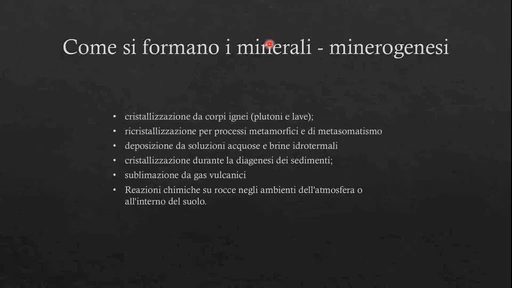 Come si formano i minerali - minerogenesi
• cristallizzazione da corpi ignei (plutoni e lave);
• ricristallizzazione per processi metamorfici e di metasomatismo
• deposizione da soluzioni acquose e brine idrotermali
• cristallizzazione durante la diagenesi dei sedimenti;
• sublimazione da gas vulcanici
• Reazioni chimiche su rocce negli ambienti dell'atmosfera o
all'interno del suolo.